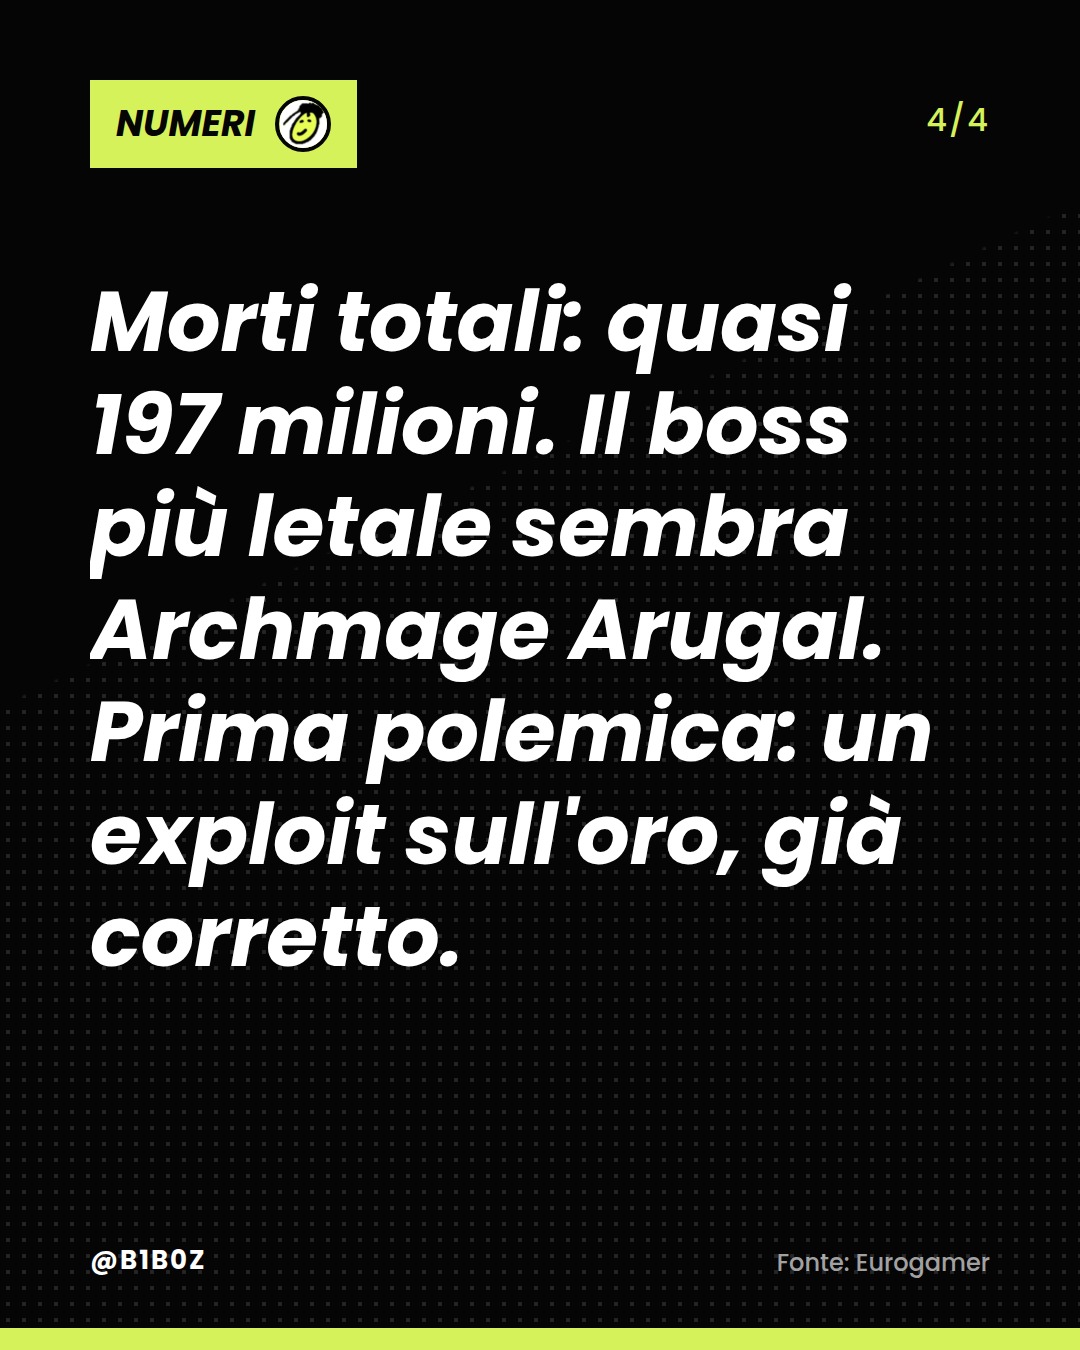 NUMERI
4/4
Morti totali: quasi
197 milioni. Il boss
più letale sembra
Archmage Arugal.
Prima polemica: un
exploit sull'oro, già
corretto.
@B1B0Z
Fonte: Eurogamer